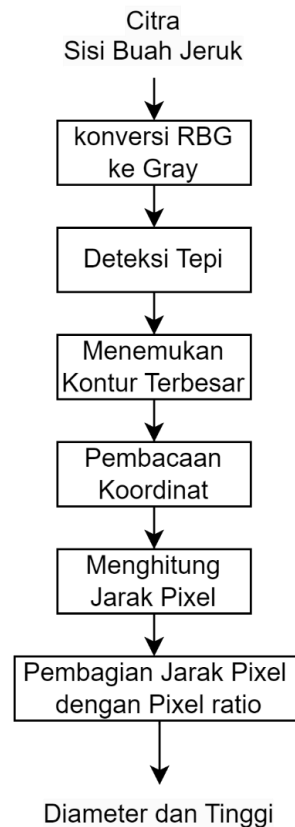 Citra
Sisi Buah Jeruk
konversi RBG
ke Gray
Deteksi Tepi
Menemukan
Kontur Terbesar
Pembacaan
Koordinat
Menghitung
Jarak Pixel
Pembagian Jarak Pixel
dengan Pixel ratio
Diameter dan Tinggi